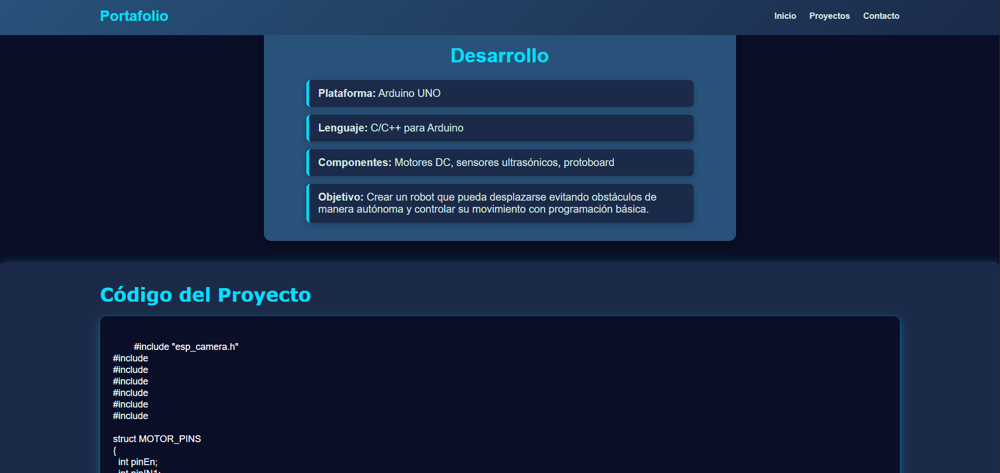 Portafolio
Inicio Proyectos Contacto
Desarrollo
Plataforma: Arduino UNO
Lenguaje: C/C++ para Arduino
Componentes: Motores DC, sensores ultrasónicos, protoboard
Objetivo: Crear un robot que pueda desplazarse evitando obstáculos de
manera autónoma y controlar su movimiento con programación básica.
Código del Proyecto
#include "esp_camera.h"
#include
#include
#include
#include
#include
#include
struct MOTOR_PINS
{
int pinEn;
int pinIN1;